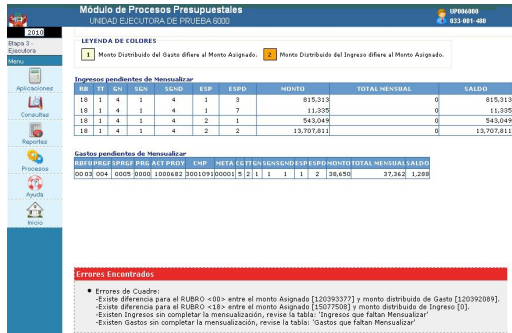 Módulo de Procesos Presupuestales
UNIDAD EJECUTORA DE PRUEBA 6000
UP006000
033-001-480
2010
Etapa 3 -
Ejecutora
Menu
Aplicaciones
Consultas
Reportes
Procesos
Ayuda
Inicio
LEYENDA DE COLORES
1 Monto Distribuido del Gasto difiere al Monto Asignado. 2 Monto Distribuido del Ingreso difiere al Monto Asignado.
Ingresos pendientes de Mensualizar
RB TT GN SGN SGND ESP ESPD MONTO TOTAL MENSUAL SALDO
18 1 4 1 4 1 3 815,313 0 815,313
18 1 4 1 4 1 7 11,335 0 11,335
18 1 4 1 4 2 1 543,049 0 543,049
18 1 4 1 4 2 2 13,707,811 0 13,707,811
Gastos pendientes de Mensualizar
RBFU PRGF SPRGF PRG ACT PROY CMP META CG TT GN SGN SGND ESP ESPD MONTO TOTAL MENSUAL SALDO
00 03 004 0005 0000 1000682 3001091 00001 5 2 1 1 1 1 2 38,650 37,362 1,288
Errores Encontrados
• Errores de Cuadre:
-Existe diferencia para el RUBRO <00> entre el monto Asignado [120393377] y monto distribuido de Gasto [120392089].
-Existe diferencia para el RUBRO <18> entre el monto Asignado [15077508] y monto distribuido de Ingreso [0].
-Existen Ingresos sin completar la mensualización, revise la tabla: 'Ingresos que faltan Mensualizar'
-Existen Gastos sin completar la mensualización, revise la tabla: 'Gastos que faltan Mensualizar'